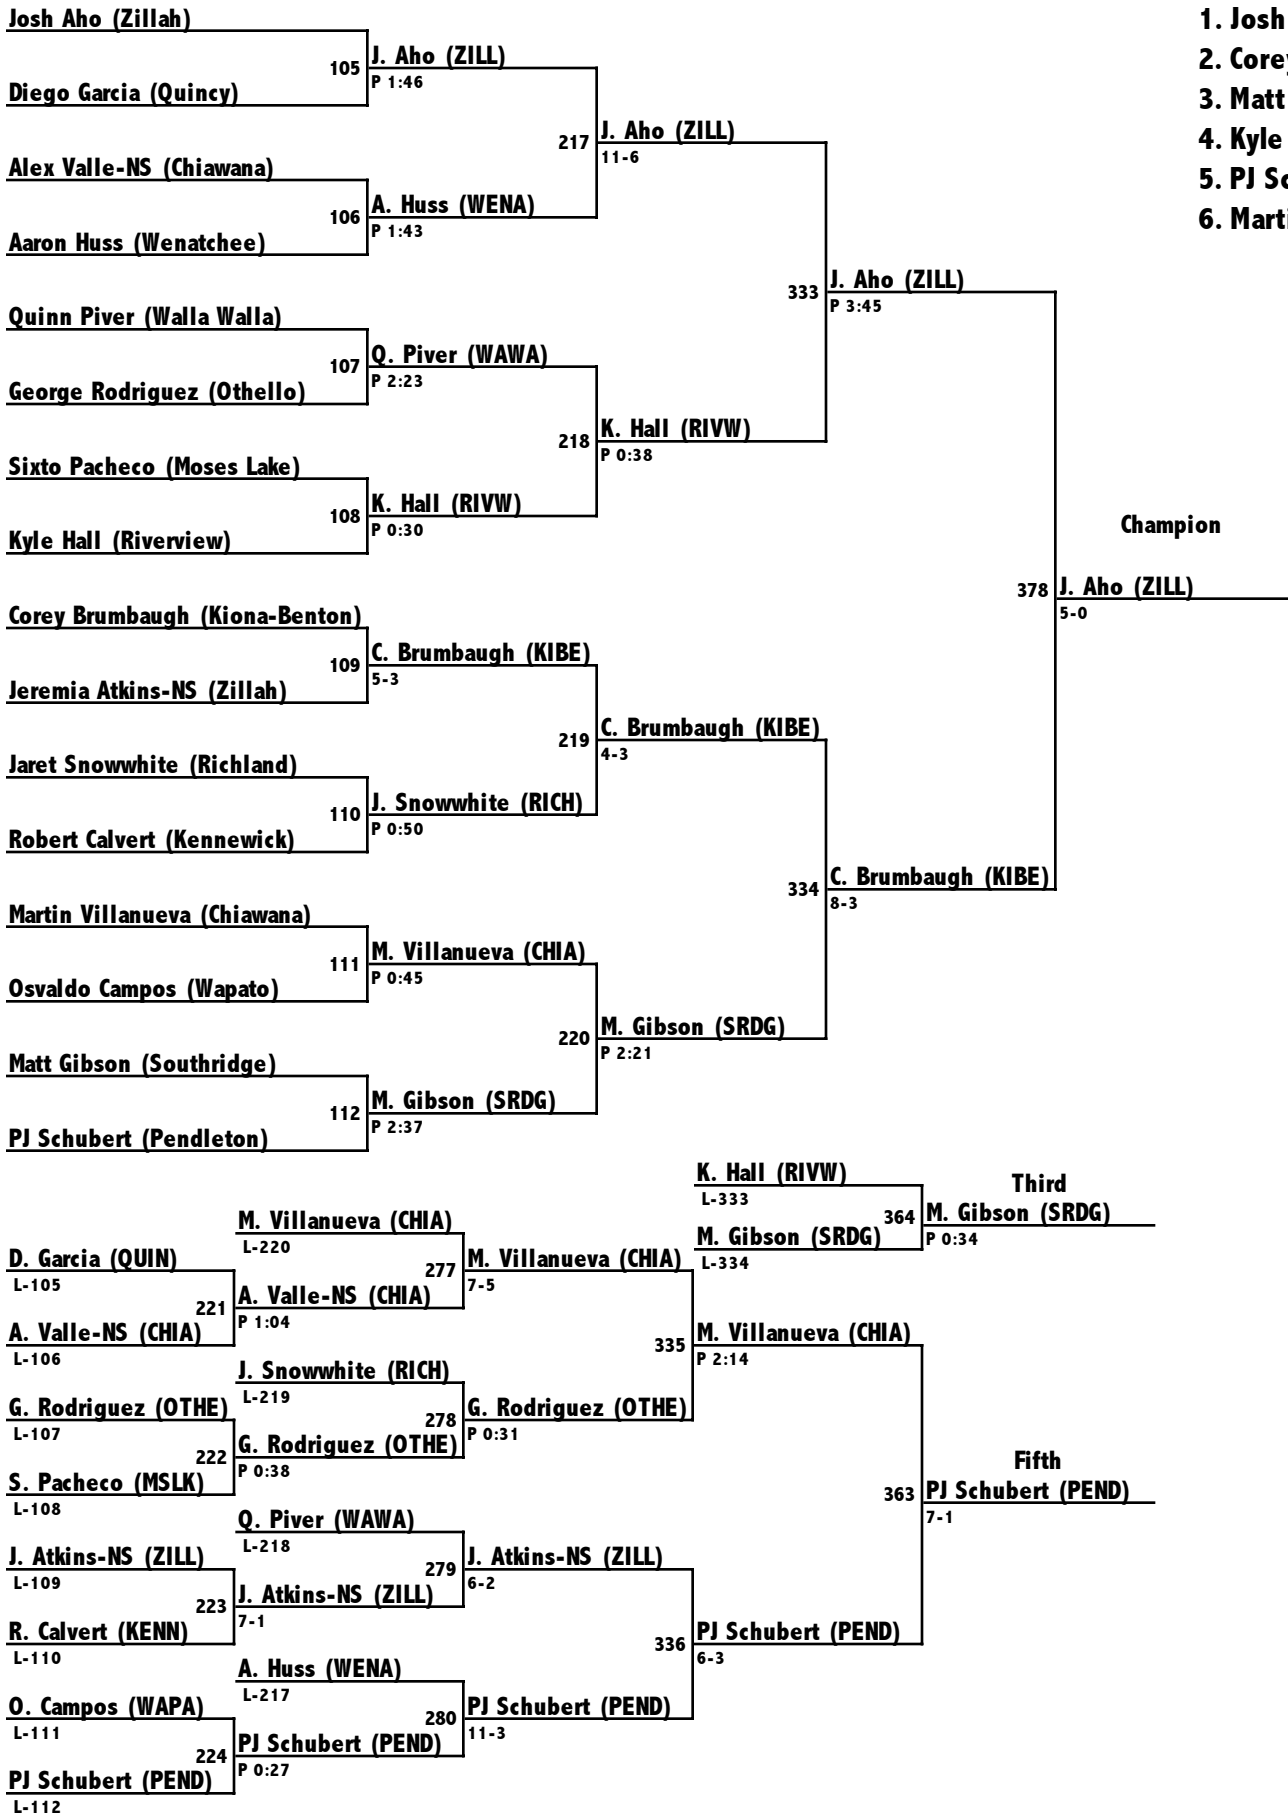 Josh Aho (Zillah)
105
J. Aho (ZILL)
P 1:46
Diego Garcia (Quincy)
217
J. Aho (ZILL)
11-6
Alex Valle-NS (Chiawana)
106
A. Huss (WENA)
P 1:43
Aaron Huss (Wenatchee)
333
J. Aho (ZILL)
P 3:45
Quinn Piver (Walla Walla)
107
Q. Piver (WAWA)
P 2:23
George Rodriguez (Othello)
218
K. Hall (RIVW)
P 0:38
Sixto Pacheco (Moses Lake)
108
K. Hall (RIVW)
P 0:30
Kyle Hall (Riverview)
Champion
378
J. Aho (ZILL)
5-0
Corey Brumbaugh (Kiona-Benton)
109
C. Brumbaugh (KIBE)
5-3
Jeremia Atkins-NS (Zillah)
219
C. Brumbaugh (KIBE)
4-3
Jaret Snowwhite (Richland)
110
J. Snowwhite (RICH)
P 0:50
Robert Calvert (Kennewick)
334
C. Brumbaugh (KIBE)
8-3
Martin Villanueva (Chiawana)
111
M. Villanueva (CHIA)
P 0:45
Osvaldo Campos (Wapato)
220
M. Gibson (SRDG)
P 2:21
Matt Gibson (Southridge)
112
M. Gibson (SRDG)
P 2:37
PJ Schubert (Pendleton)
1. Josh
2. Corey
3. Matt
4. Kyle
5. PJ Sc
6. Marti
K. Hall (RIVW)
L-333
Third
364
M. Gibson (SRDG)
P 0:34
M. Gibson (SRDG)
L-334
M. Villanueva (CHIA)
L-220
D. Garcia (QUIN)
L-105
277
M. Villanueva (CHIA)
7-5
221
A. Valle-NS (CHIA)
P 1:04
A. Valle-NS (CHIA)
L-106
335
M. Villanueva (CHIA)
P 2:14
J. Snowwhite (RICH)
L-219
G. Rodriguez (OTHE)
L-107
278
G. Rodriguez (OTHE)
P 0:31
222
G. Rodriguez (OTHE)
P 0:38
S. Pacheco (MSLK)
L-108
Fifth
363
PJ Schubert (PEND)
7-1
Q. Piver (WAWA)
L-218
J. Atkins-NS (ZILL)
L-109
279
J. Atkins-NS (ZILL)
6-2
223
J. Atkins-NS (ZILL)
7-1
R. Calvert (KENN)
L-110
336
PJ Schubert (PEND)
6-3
A. Huss (WENA)
L-217
O. Campos (WAPA)
L-111
280
PJ Schubert (PEND)
11-3
224
PJ Schubert (PEND)
P 0:27
PJ Schubert (PEND)
L-112